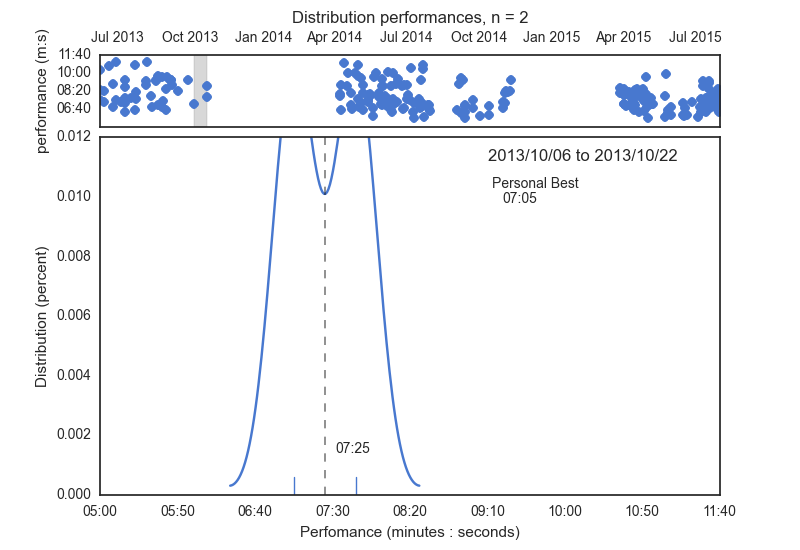 Distribution performances, n = 2
Jul 2013 Oct 2013 Jan 2014 Apr 2014 Jul 2014 Oct 2014 Jan 2015 Apr 2015 Jul 2015
performance (m:s)
11:40
10:00
08:20
06:40
Distribution (percent)
0.012
0.010
0.008
0.006
0.004
0.002
0.000
2013/10/06 to 2013/10/22
Personal Best
07:05
07:25
05:00 05:50 06:40 07:30 08:20 09:10 10:00 10:50 11:40
Perfomance (minutes : seconds)